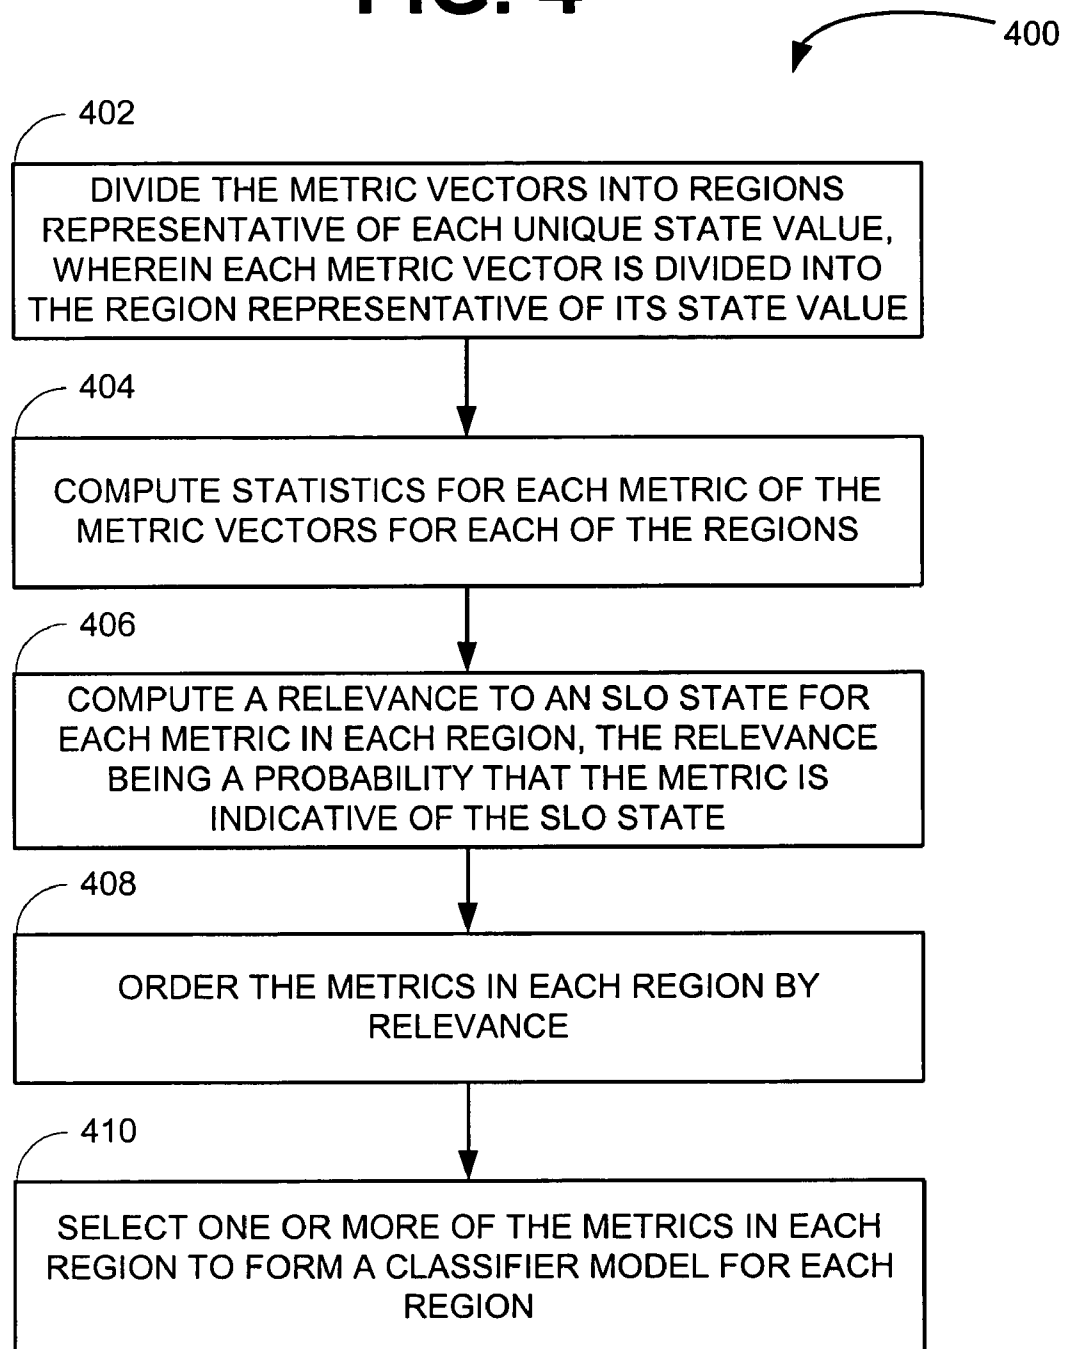 FIG. 4
400
402
DIVIDE THE METRIC VECTORS INTO REGIONS
REPRESENTATIVE OF EACH UNIQUE STATE VALUE,
WHEREIN EACH METRIC VECTOR IS DIVIDED INTO
THE REGION REPRESENTATIVE OF ITS STATE VALUE
404
COMPUTE STATISTICS FOR EACH METRIC OF THE
METRIC VECTORS FOR EACH OF THE REGIONS
406
COMPUTE A RELEVANCE TO AN SLO STATE FOR
EACH METRIC IN EACH REGION, THE RELEVANCE
BEING A PROBABILITY THAT THE METRIC IS
INDICATIVE OF THE SLO STATE
408
ORDER THE METRICS IN EACH REGION BY
RELEVANCE
410
SELECT ONE OR MORE OF THE METRICS IN EACH
REGION TO FORM A CLASSIFIER MODEL FOR EACH
REGION